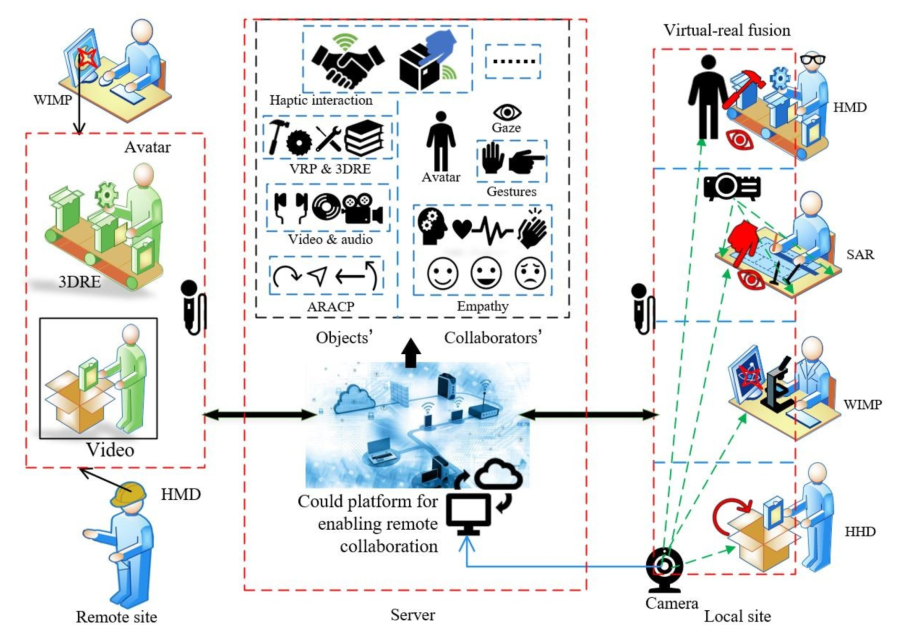 WIMP
Avatar
3DRE
Video
HMD
Remote site
Haptic interaction
VRP & 3DRE
Video & audio
ARACP
Gaze
Avatar
Gestures
Empathy
Objects’
Collaborators’
Could platform for
enabling remote
collaboration
Server
Virtual-real fusion
HMD
SAR
WIMP
HHD
Camera
Local site